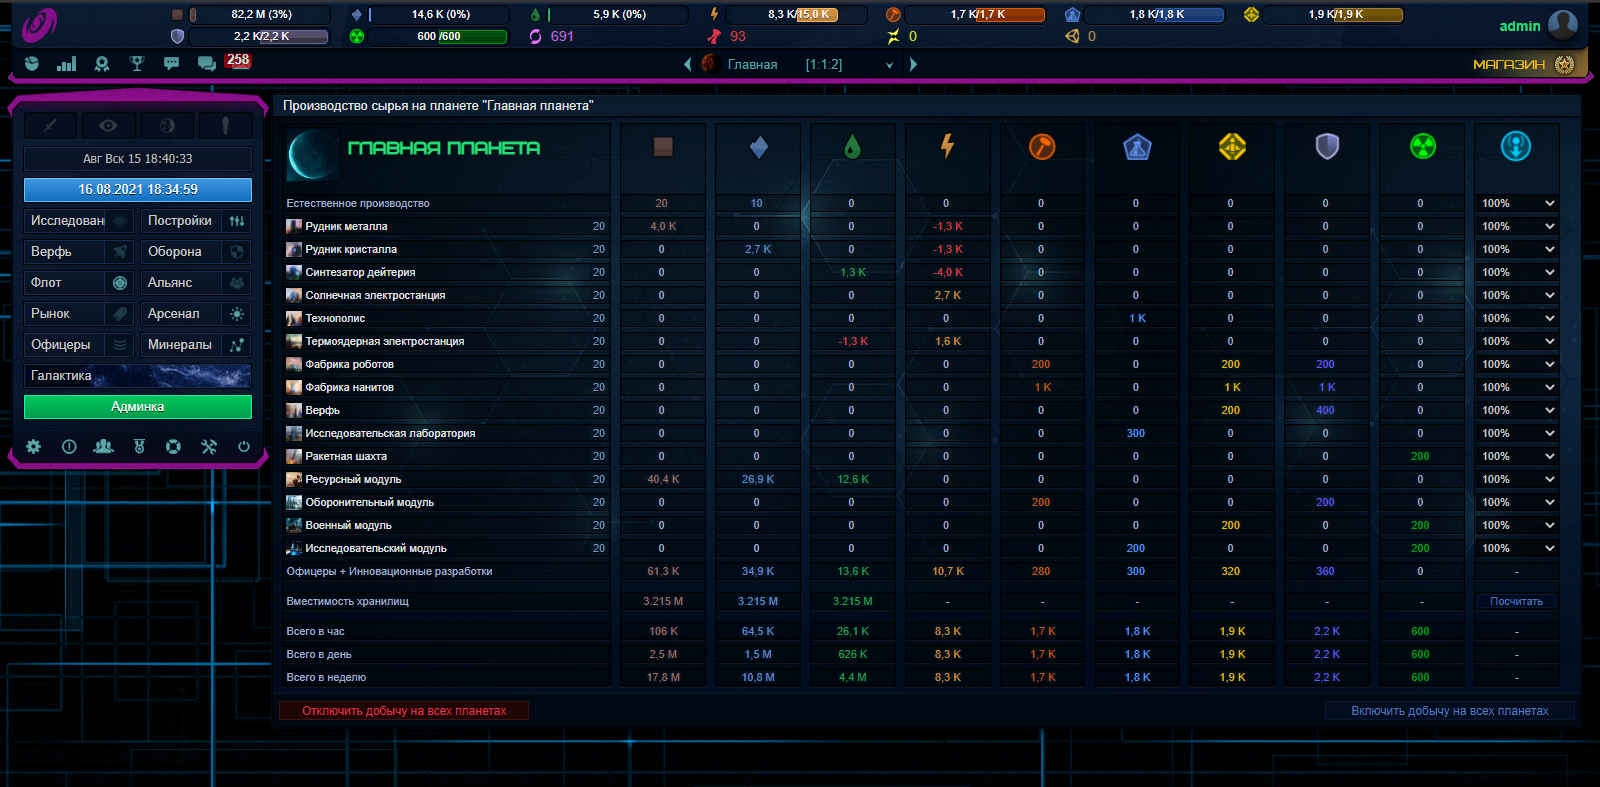 82,2 M (3%) 14,6 K (0%) 5,9 K (0%) 8,3 K/15,0 K 1,7 K/1,7 K 1,8 K/1,8 K 1,9 K/1,9 K
2,2 K/2,2 K 600 /600 691 93 0 0
admin
258 Главная [1:1:2] МАГАЗИН
Производство сырья на планете "Главная планета"
ГЛАВНАЯ ПЛАНЕТА
Авг Вск 15 18:40:33
16.08.2021 18:34:59
Исследован Постройки
Верфь Оборона
Флот Альянс
Рынок Арсенал
Офицеры Минералы
Галактика
Админка
Естественное производство 20 10 0 0 0 0 0 0 0 100%
Рудник металла 20 4,0 K 0 0 -1,3 K 0 0 0 0 0 100%
Рудник кристалла 20 0 2,7 K 0 -1,3 K 0 0 0 0 0 100%
Синтезатор дейтерия 20 0 0 1,3 K -4,0 K 0 0 0 0 0 100%
Солнечная электростанция 20 0 0 0 2,7 K 0 0 0 0 0 100%
Технополис 20 0 0 0 0 0 1 K 0 0 0 100%
Термоядерная электростанция 20 0 0 -1,3 K 1,6 K 0 0 0 0 0 100%
Фабрика роботов 20 0 0 0 0 200 0 200 200 0 100%
Фабрика нанитов 20 0 0 0 0 1 K 0 1 K 1 K 0 100%
Верфь 20 0 0 0 0 0 0 200 400 0 100%
Исследовательская лаборатория 20 0 0 0 0 0 300 0 0 0 100%
Ракетная шахта 20 0 0 0 0 0 0 0 0 200 100%
Ресурсный модуль 20 40,4 K 26,9 K 12,6 K 0 0 0 0 0 0 100%
Оборонительный модуль 20 0 0 0 0 200 0 0 200 0 100%
Военный модуль 20 0 0 0 0 0 0 200 0 200 100%
Исследовательский модуль 20 0 0 0 0 0 200 0 0 200 100%
Офицеры + Инновационные разработки 61,3 K 34,9 K 13,6 K 10,7 K 280 300 320 360 0 -
Вместимость хранилищ 3.215 M 3.215 M 3.215 M - - - - - - Посчитать
Всего в час 106 K 64,5 K 26,1 K 8,3 K 1,7 K 1,8 K 1,9 K 2,2 K 600 -
Всего в день 2,5 M 1,5 M 626 K 8,3 K 1,7 K 1,8 K 1,9 K 2,2 K 600 -
Всего в неделю 17,8 M 10,8 M 4,4 M 8,3 K 1,7 K 1,8 K 1,9 K 2,2 K 600 -
Отключить добычу на всех планетах Включить добычу на всех планетах